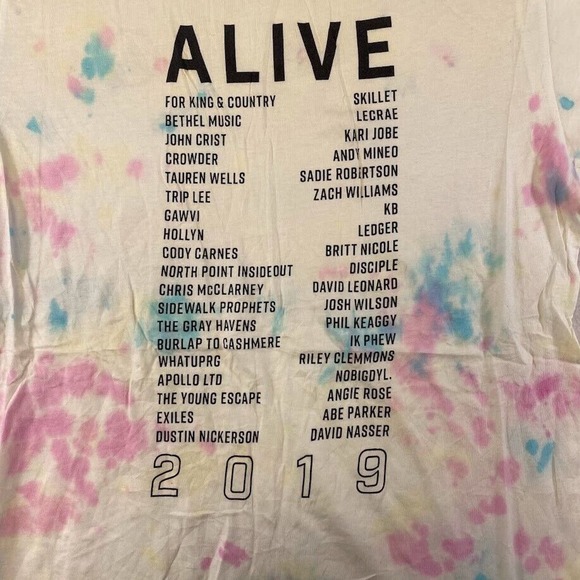 ALIVE
FOR KING & COUNTRY SKILLET
BETHEL MUSIC LECRAE
JOHN CRIST KARI JOBE
CROWDER ANDY MINEO
TAUREN WELLS SADIE ROBERTSON
TRIP LEE ZACH WILLIAMS
GAWVI KB
HOLLYN LEDGER
CODY CARNES BRITT NICOLE
NORTH POINT INSIDEOUT DISCIPLE
CHRIS McCLARNEY DAVID LEONARD
SIDEWALK PROPHETS JOSH WILSON
THE GRAY HAVENS PHIL KEAGGY
BURLAP TO CASHMERE IK PHEW
WHATUPRG RILEY CLEMMONS
APOLLO LTD NOBIGDYL.
THE YOUNG ESCAPE ANGIE ROSE
EXILES ABE PARKER
DUSTIN NICKERSON DAVID NASSER
2019